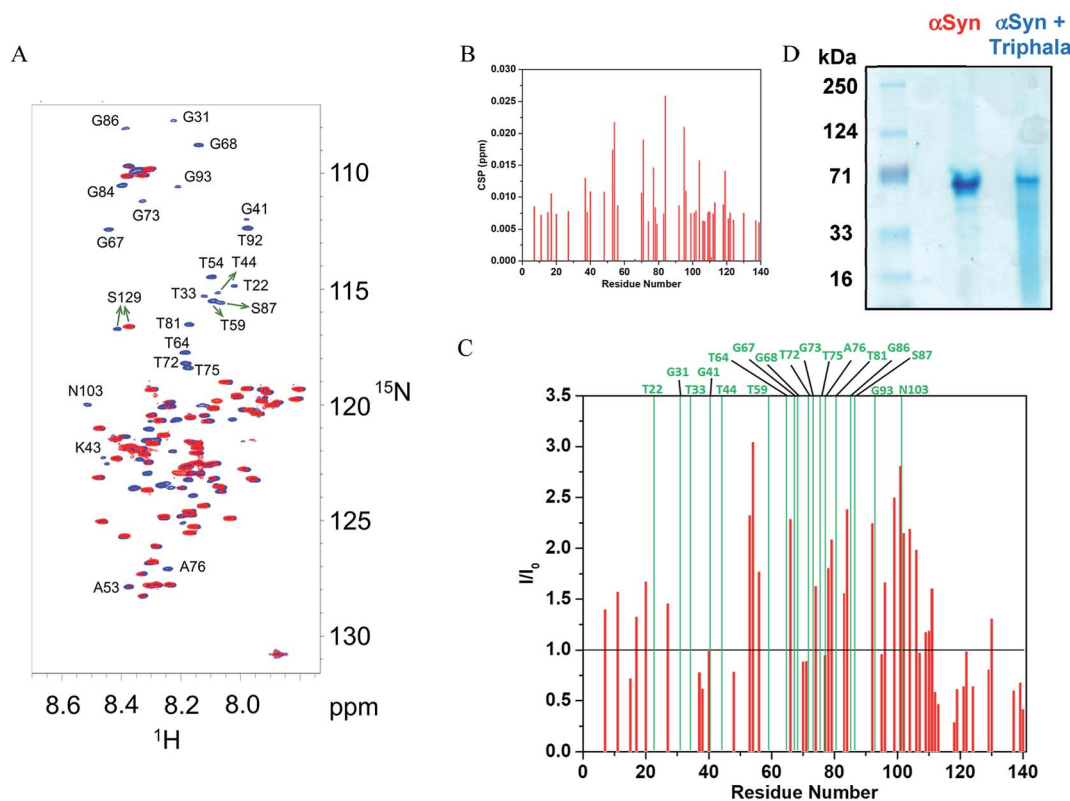 A
G86
G31
G68
G93
G84
G73
G41
G67
T92
T54
T44
T33
T22
S129
S87
T59
T81
T64
T72
T75
N103
K43
A53
A76
110
115
120
125
130
15N
8.6 8.4 8.2 8.0 ppm
1H
B
0.030
0.025
0.020
0.015
0.010
0.005
0.000
CSP (ppm)
0 20 40 60 80 100 120 140
Residue Number
D
αSyn
αSyn +
Triphala
kDa
250
124
71
33
16
C
G67
G73
A76
G86
T64
G68
T72
T75
T81
S87
G31
G41
T22
T33
T44
T59
G93
N103
3.5
3.0
2.5
2.0
1.5
1.0
0.5
0.0
I/I0
0 20 40 60 80 100 120 140
Residue Number